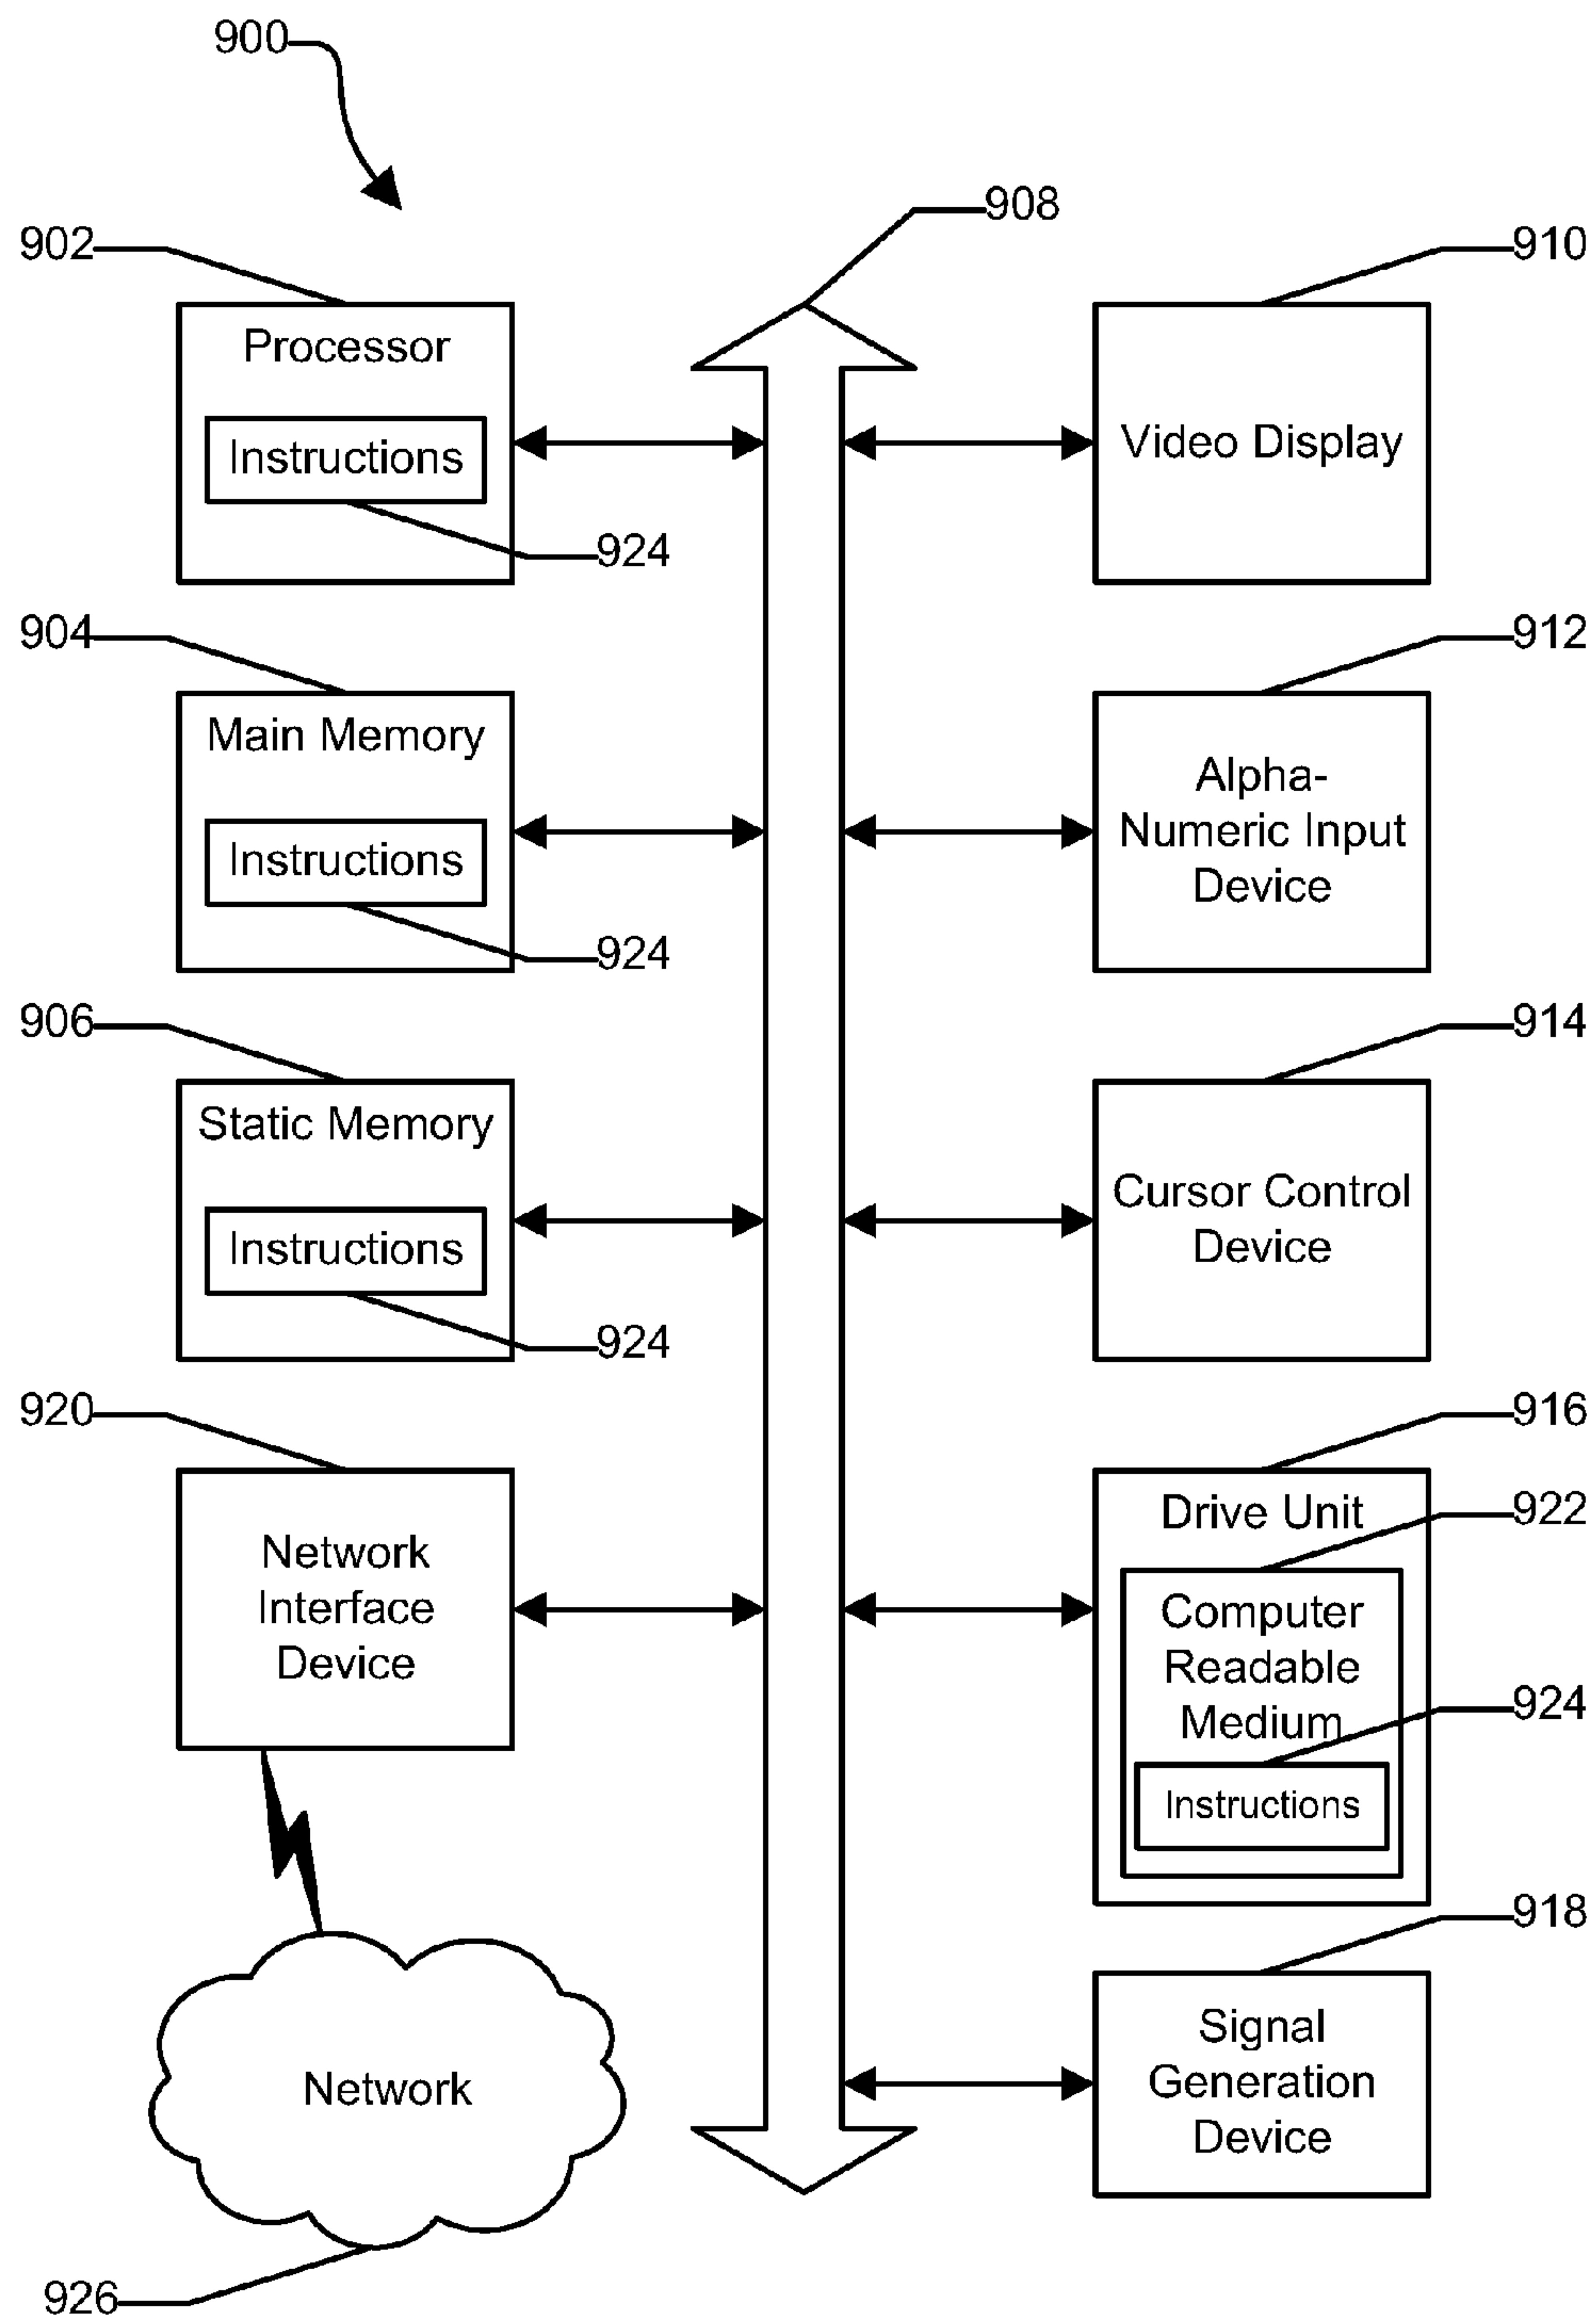 900
908
902
910
Processor
Instructions
924
Video Display
904
912
Main Memory
Instructions
924
Alpha-
Numeric Input
Device
906
914
Static Memory
Instructions
924
Cursor Control
Device
920
916
Network
Interface
Device
Drive Unit
922
Computer
Readable
Medium
924
Instructions
918
Network
926
Signal
Generation
Device